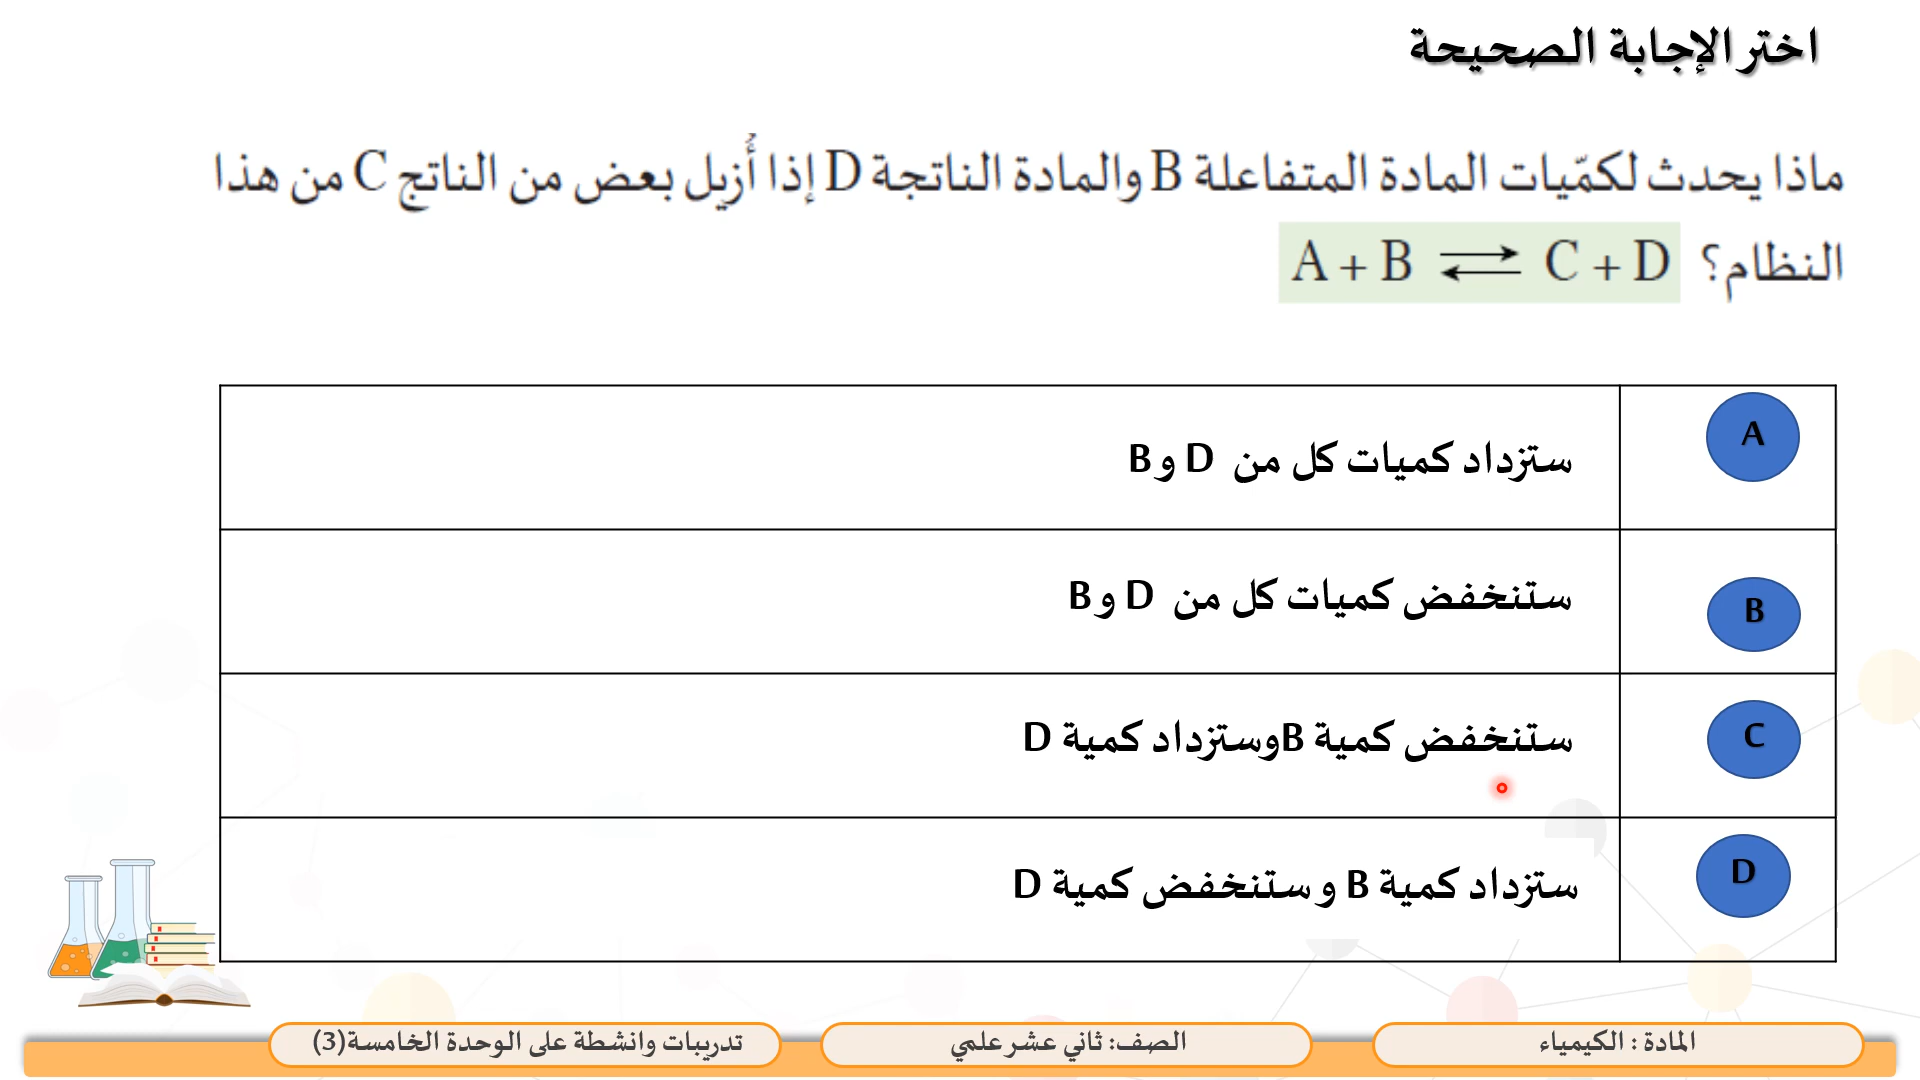 اختر الإجابة الصحيحة
ماذا يحدث لكمّيات المادة المتفاعلة B والمادة الناتجة D إذا أُزيل بعض من الناتج C من هذا
النظام؟ A + B ⇄ C + D
A
ستزداد كميات كل من D وB
B
ستنخفض كميات كل من D وB
C
ستنخفض كمية Bوستزداد كمية D
D
ستزداد كمية B و ستنخفض كمية D
المادة : الكيمياء
الصف: ثاني عشر علمي
تدريبات وانشطة على الوحدة الخامسة(3)